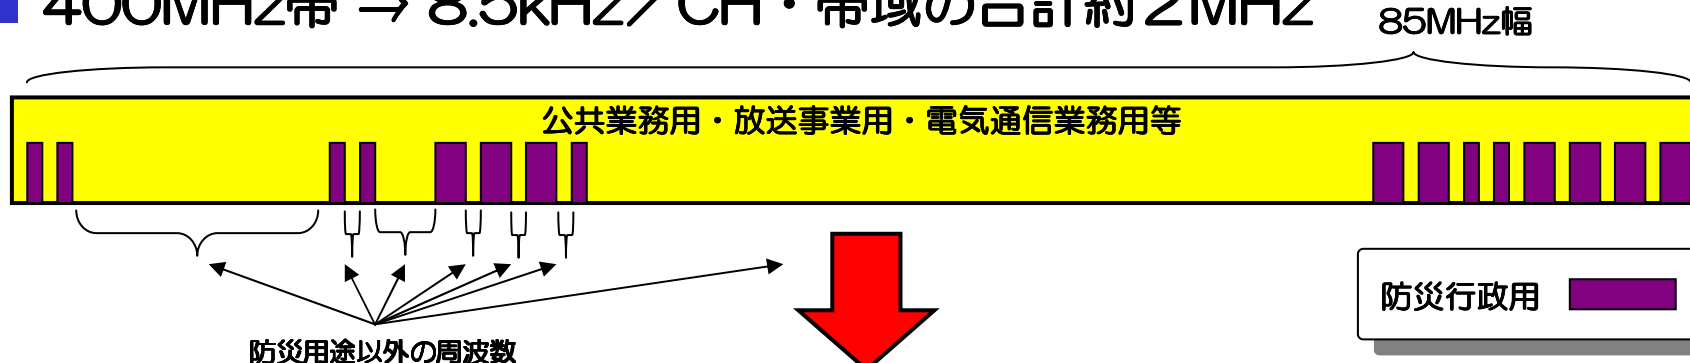 400MHz帯 → 8.5kHz／CH・帯域の合計約２MHz
85MHz幅
公共業務用・放送事業用・電気通信業務用等
防災行政用
防災用途以外の周波数